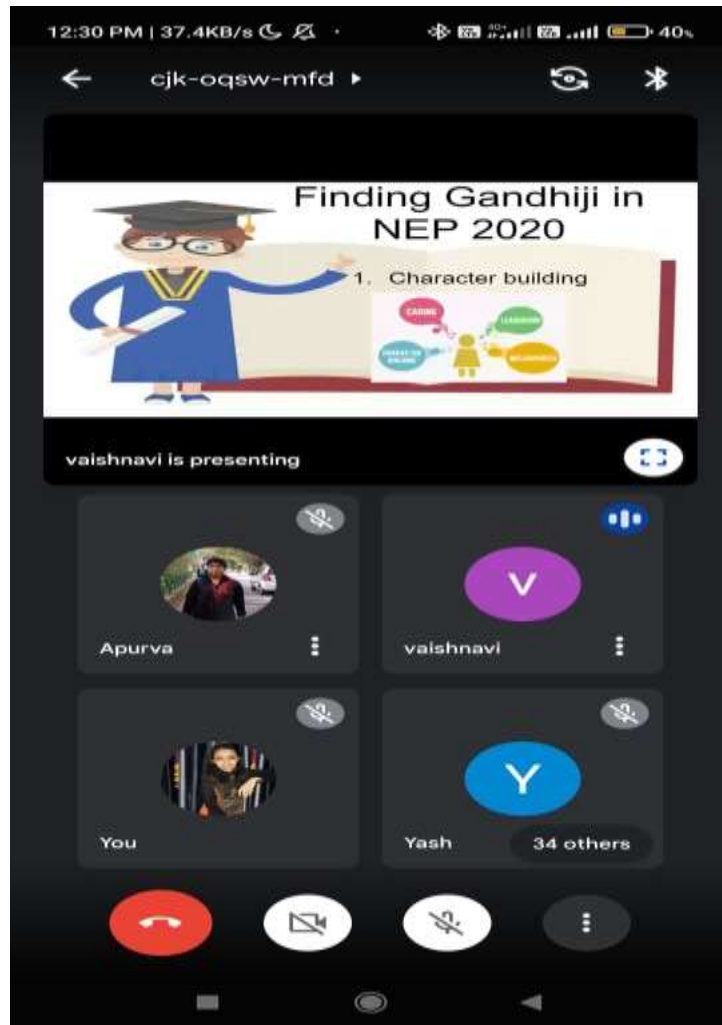 12:30 PM | 37.4KB/s
40%
cjk-oqsw-mfd
Finding Gandhiji in
NEP 2020
1. Character building
CARING
vaishnavi is presenting
V
Apurva
vaishnavi
Y
You
Yash
34 others